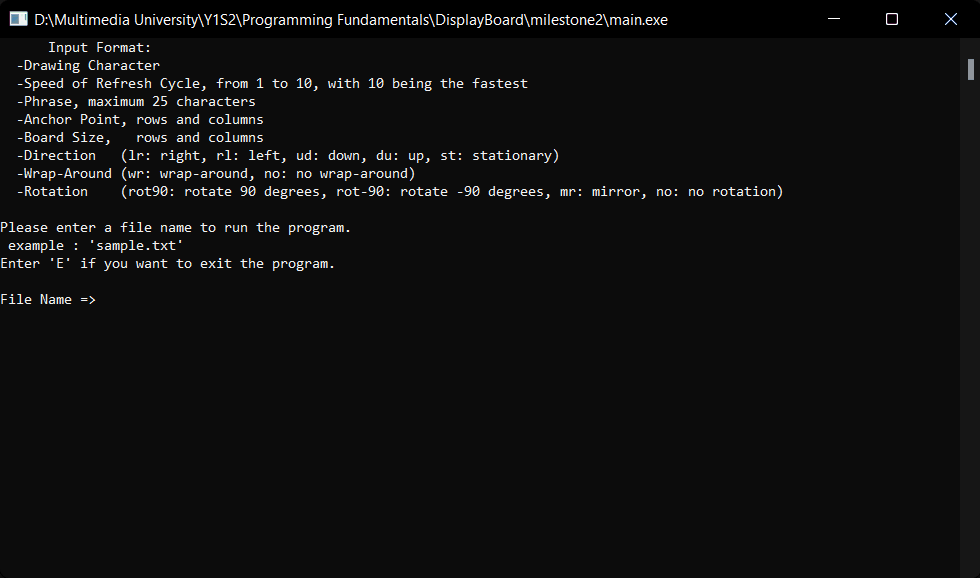 D:\Multimedia University\Y1S2\Programming Fundamentals\DisplayBoard\milestone2\main.exe
Input Format:
-Drawing Character
-Speed of Refresh Cycle, from 1 to 10, with 10 being the fastest
-Phrase, maximum 25 characters
-Anchor Point, rows and columns
-Board Size,   rows and columns
-Direction   (lr: right, rl: left, ud: down, du: up, st: stationary)
-Wrap-Around (wr: wrap-around, no: no wrap-around)
-Rotation    (rot90: rotate 90 degrees, rot-90: rotate -90 degrees, mr: mirror, no: no rotation)
Please enter a file name to run the program.
example : 'sample.txt'
Enter 'E' if you want to exit the program.
File Name =>